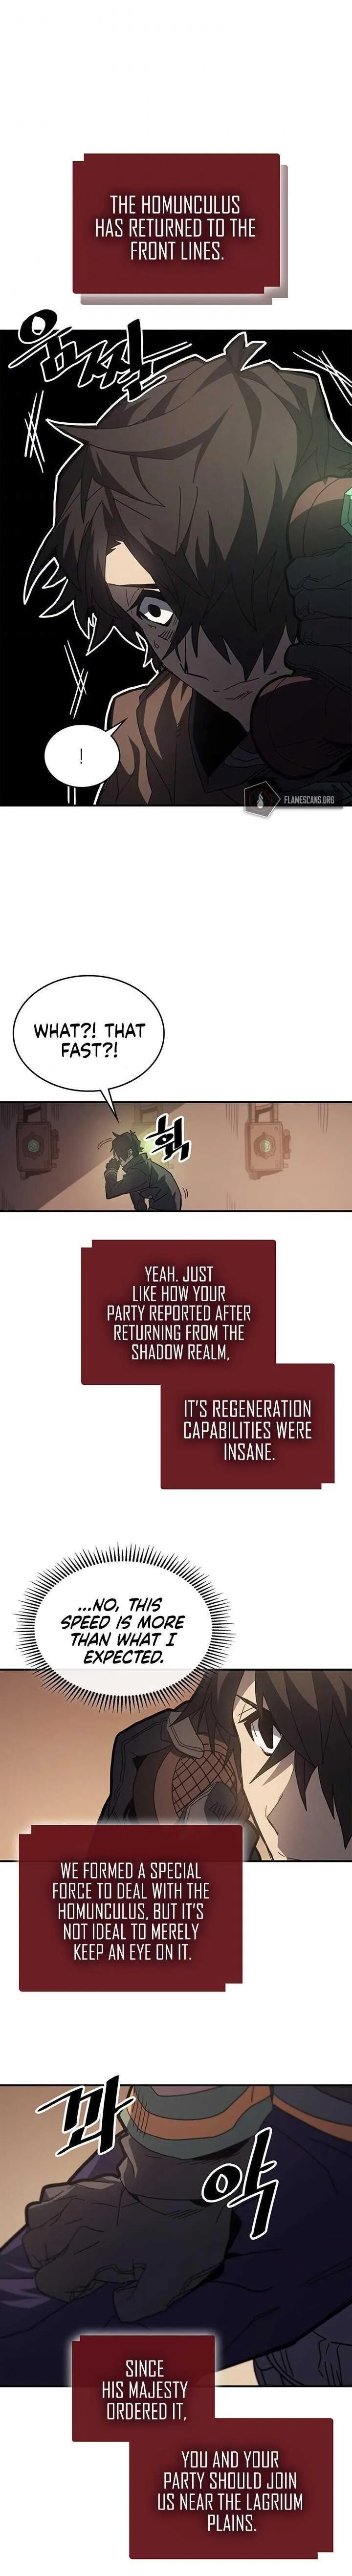 THE HOMUNCULUS
HAS RETURNED TO THE
FRONT LINES.
움찔
!
FLAMESCANS.ORG
WHAT?! THAT
FAST?!
휙
YEAH. JUST
LIKE HOW YOUR
PARTY REPORTED AFTER
RETURNING FROM THE
SHADOW REALM,
IT'S REGENERATION
CAPABILITIES WERE
INSANE.
...NO, THIS
SPEED IS MORE
THAN WHAT I
EXPECTED.
WE FORMED A SPECIAL
FORCE TO DEAL WITH THE
HOMUNCULUS, BUT IT'S
NOT IDEAL TO MERELY
KEEP AN EYE ON IT.
꽈
악
SINCE
HIS MAJESTY
ORDERED IT,
YOU AND YOUR
PARTY SHOULD JOIN
US NEAR THE LAGRIUM
PLAINS.